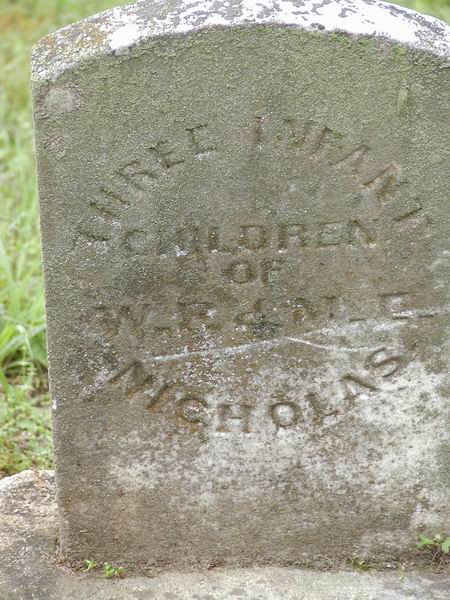 THREE INFANT
CHILDREN
OF
W. F. & M. E.
NICHOLAS